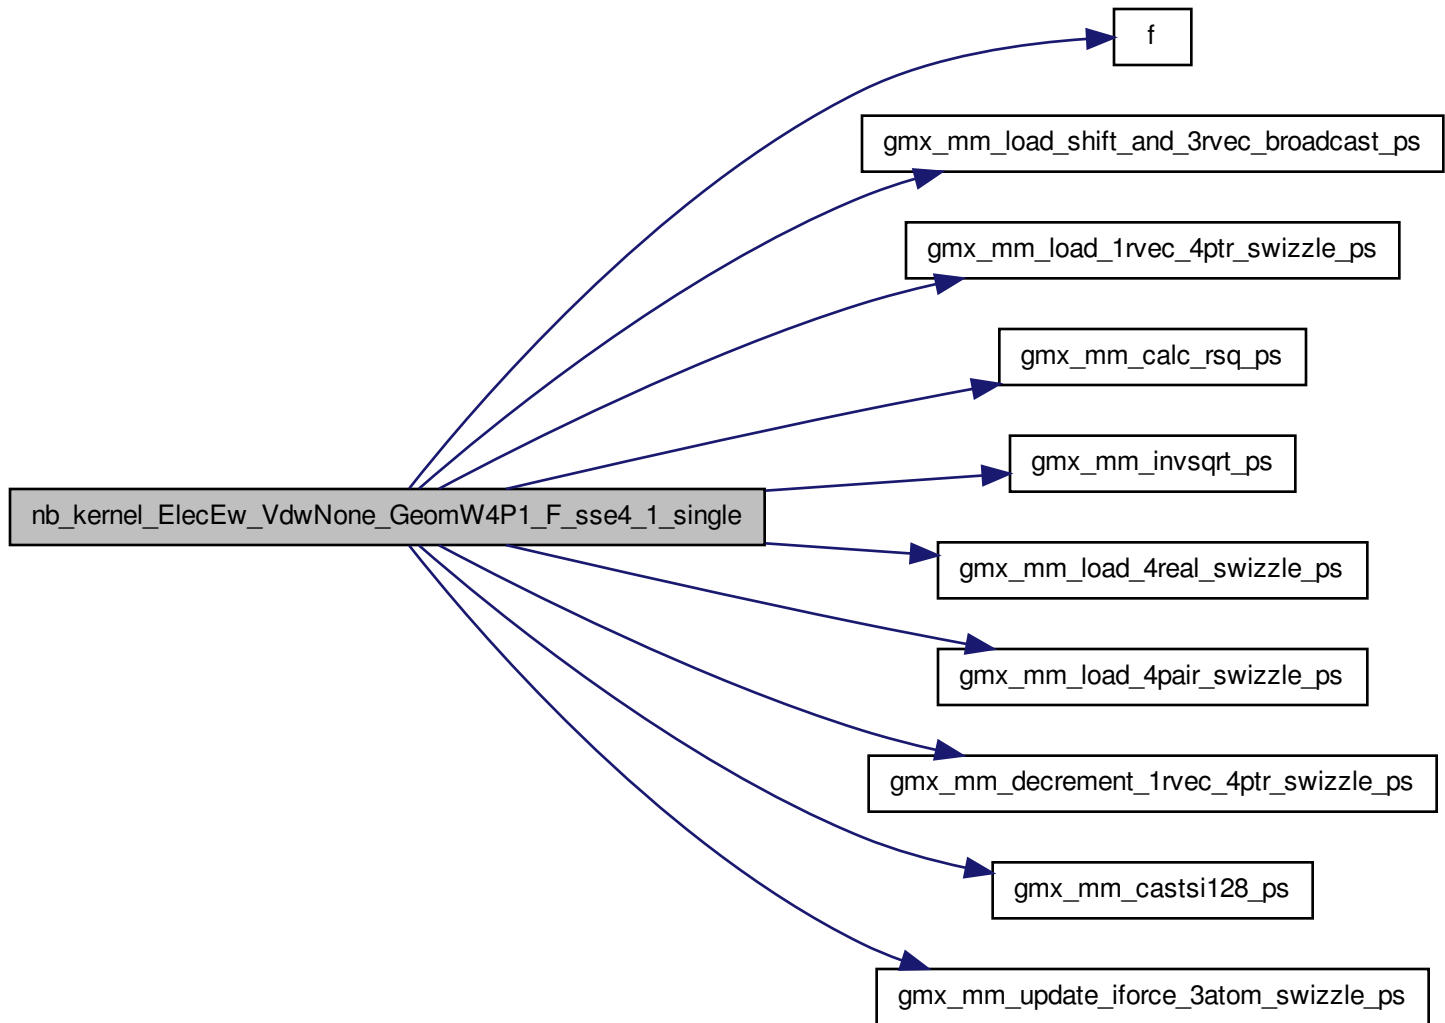 f
gmx_mm_load_shift_and_3rvec_broadcast_ps
gmx_mm_load_1rvec_4ptr_swizzle_ps
gmx_mm_calc_rsq_ps
gmx_mm_invsqrt_ps
nb_kernel_ElecEw_VdwNone_GeomW4P1_F_sse4_1_single
gmx_mm_load_4real_swizzle_ps
gmx_mm_load_4pair_swizzle_ps
gmx_mm_decrement_1rvec_4ptr_swizzle_ps
gmx_mm_castsi128_ps
gmx_mm_update_iforce_3atom_swizzle_ps